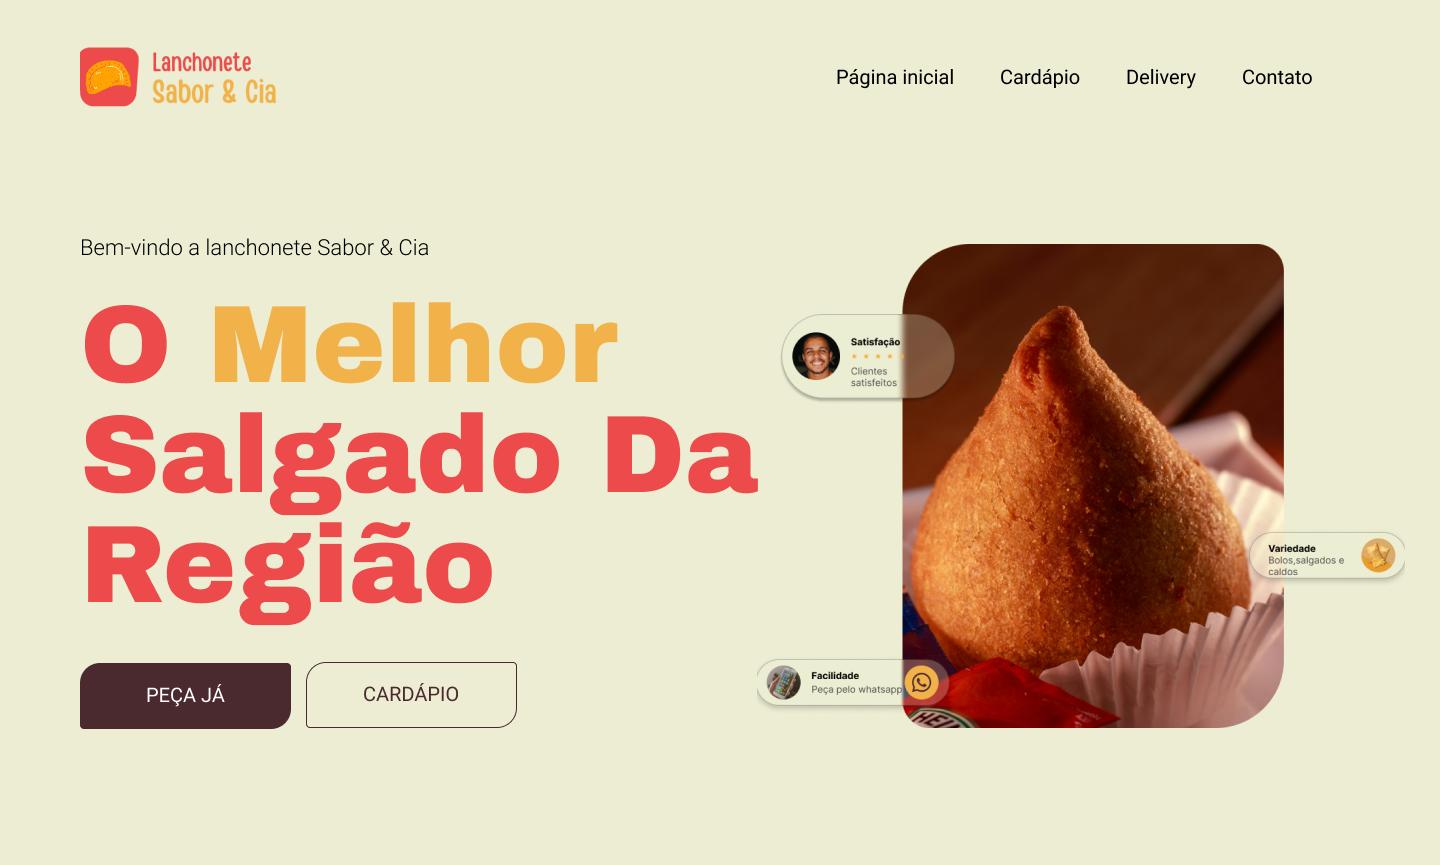 Lanchonete
Sabor & Cia
Página inicial
Cardápio
Delivery
Contato
Bem-vindo a lanchonete Sabor & Cia
O Melhor
Salgado Da
Região
PEÇA JÁ
CARDÁPIO
Satisfação
Clientes
satisfeitos
Variedade
Bolos,salgados e
caldos
Facilidade
Peça pelo whatsapp